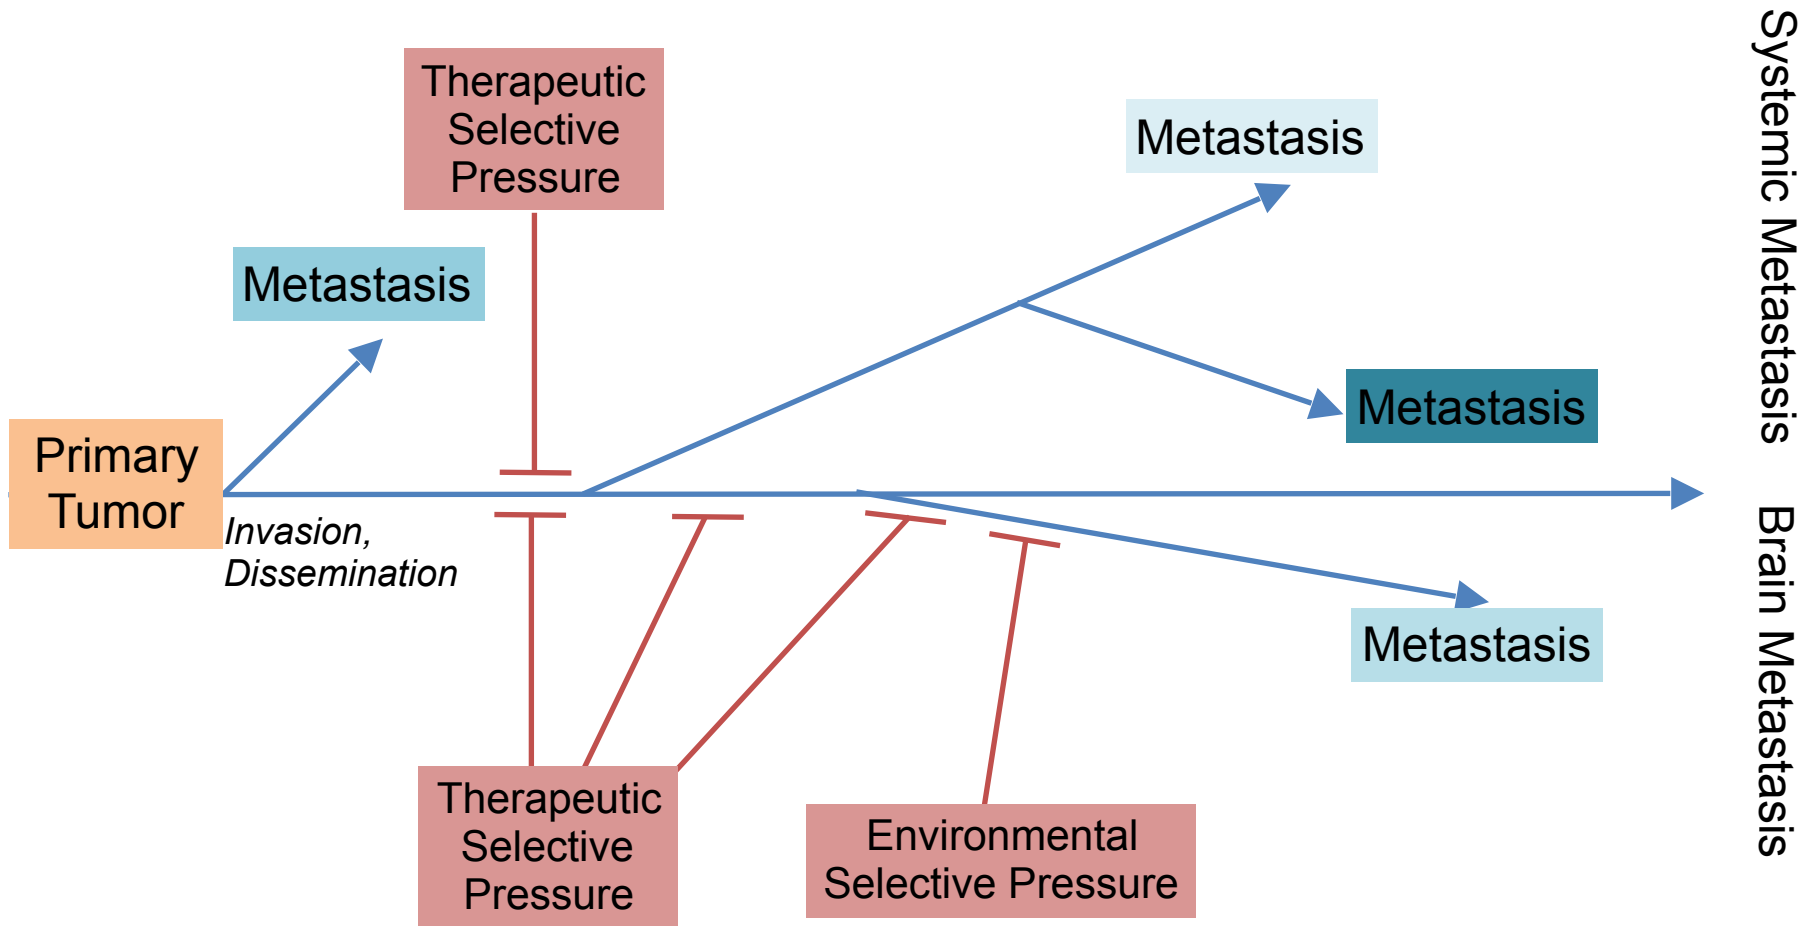 Therapeutic
Selective
Pressure
Metastasis
Metastasis
Metastasis
Primary
Tumor
Invasion,
Dissemination
Metastasis
Therapeutic
Selective
Pressure
Environmental
Selective Pressure
Systemic Metastasis
Brain Metastasis